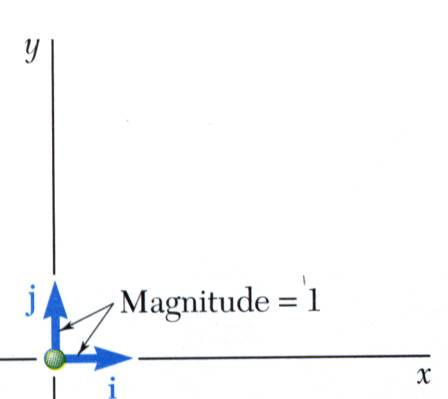 y
j
Magnitude = 1
x
i